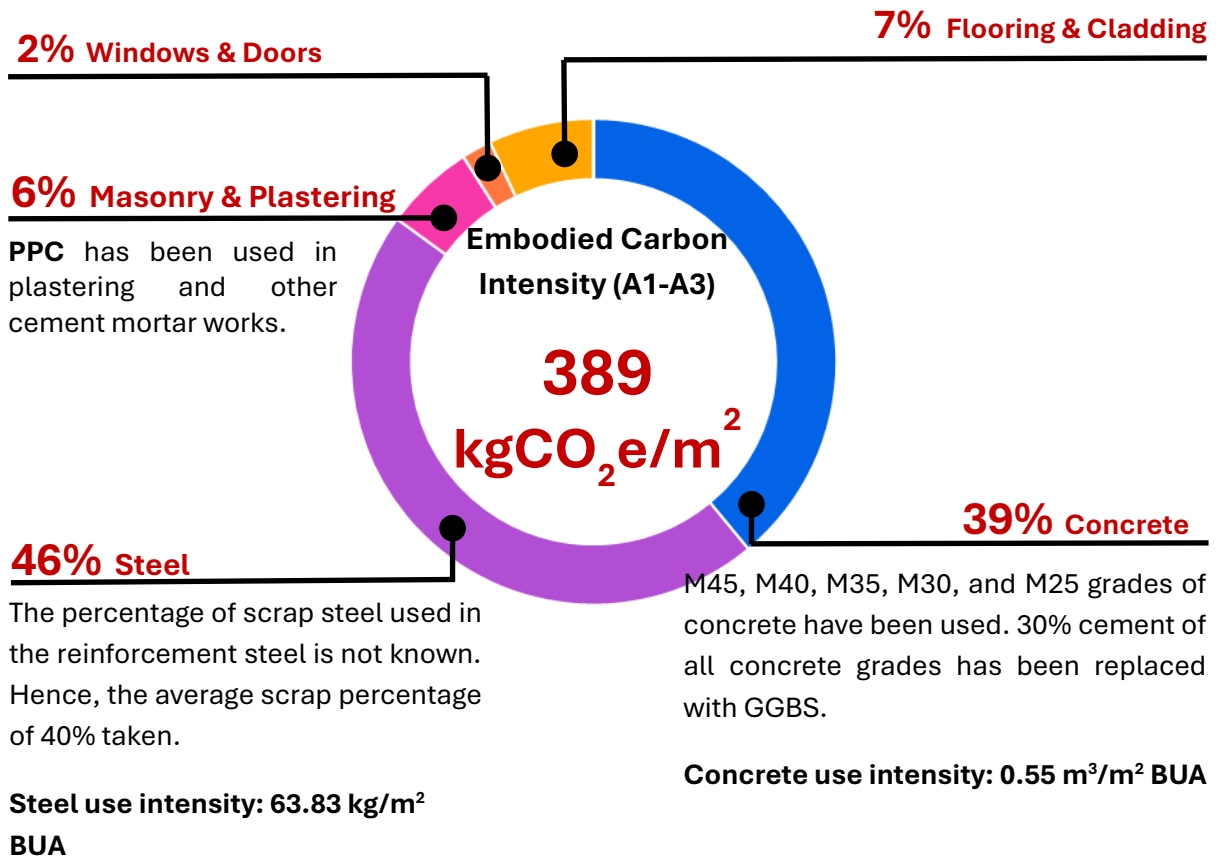 7% Flooring & Cladding
2% Windows & Doors
6% Masonry & Plastering
PPC has been used in
plastering and other
cement mortar works.
Embodied Carbon
Intensity (A1-A3)
389
kgCO₂e/m²
46% Steel
The percentage of scrap steel used in
the reinforcement steel is not known.
Hence, the average scrap percentage
of 40% taken.
Steel use intensity: 63.83 kg/m²
BUA
39% Concrete
M45, M40, M35, M30, and M25 grades of
concrete have been used. 30% cement of
all concrete grades has been replaced
with GGBS.
Concrete use intensity: 0.55 m³/m² BUA